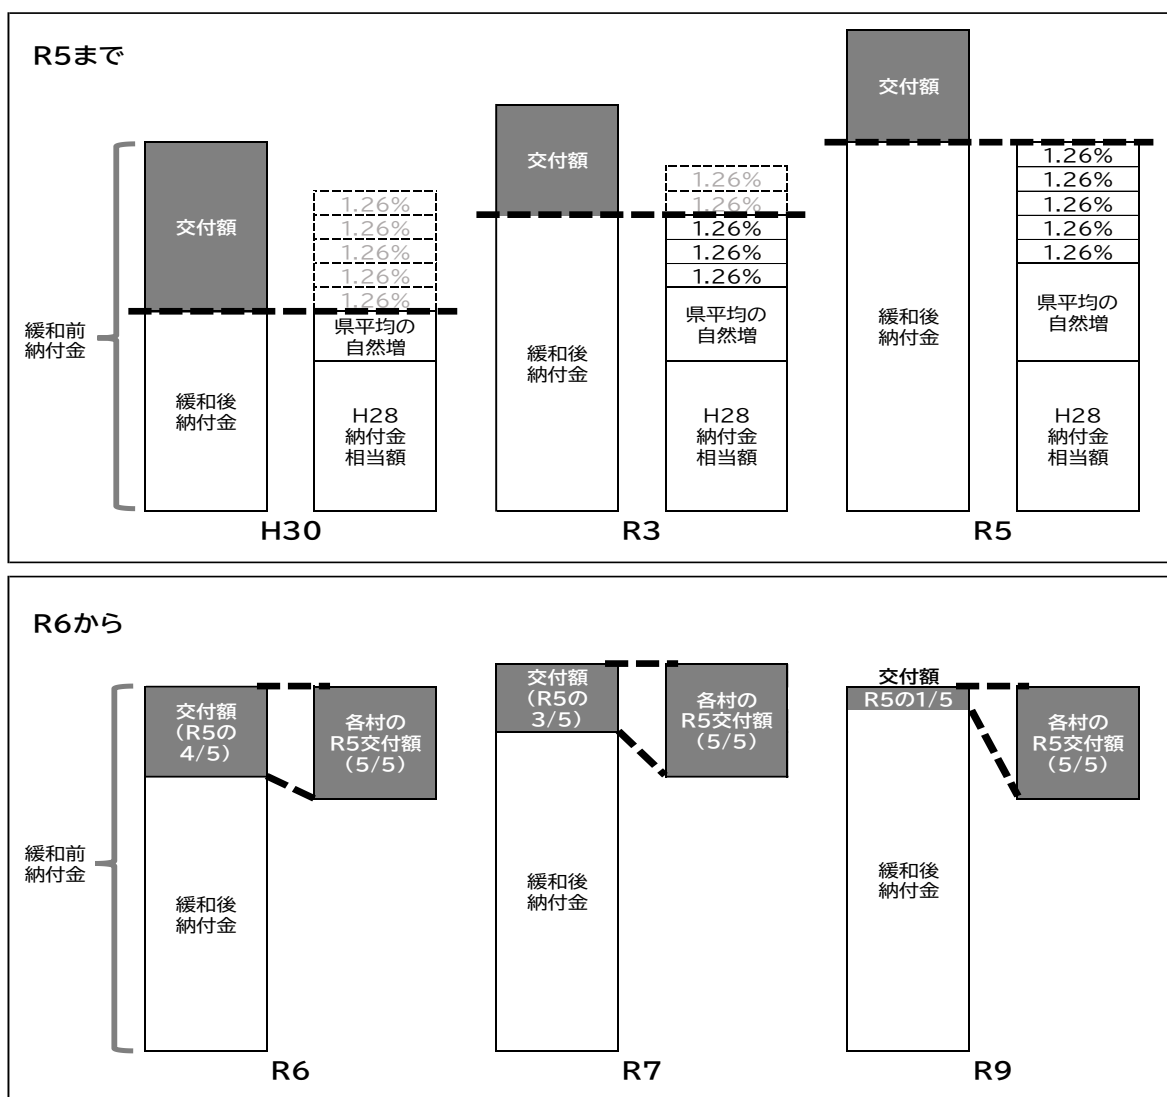 R5まで
緩和前
納付金
交付額
緩和後
納付金
1.26%
1.26%
1.26%
1.26%
1.26%
県平均の
自然増
H28
納付金
相当額
H30
交付額
緩和後
納付金
1.26%
1.26%
1.26%
1.26%
1.26%
県平均の
自然増
H28
納付金
相当額
R3
交付額
緩和後
納付金
1.26%
1.26%
1.26%
1.26%
1.26%
県平均の
自然増
H28
納付金
相当額
R5
R6から
緩和前
納付金
交付額
(R5の
4/5)
緩和後
納付金
各村の
R5交付額
(5/5)
R6
交付額
(R5の
3/5)
緩和後
納付金
各村の
R5交付額
(5/5)
R7
交付額
R5の1/5
緩和後
納付金
各村の
R5交付額
(5/5)
R9